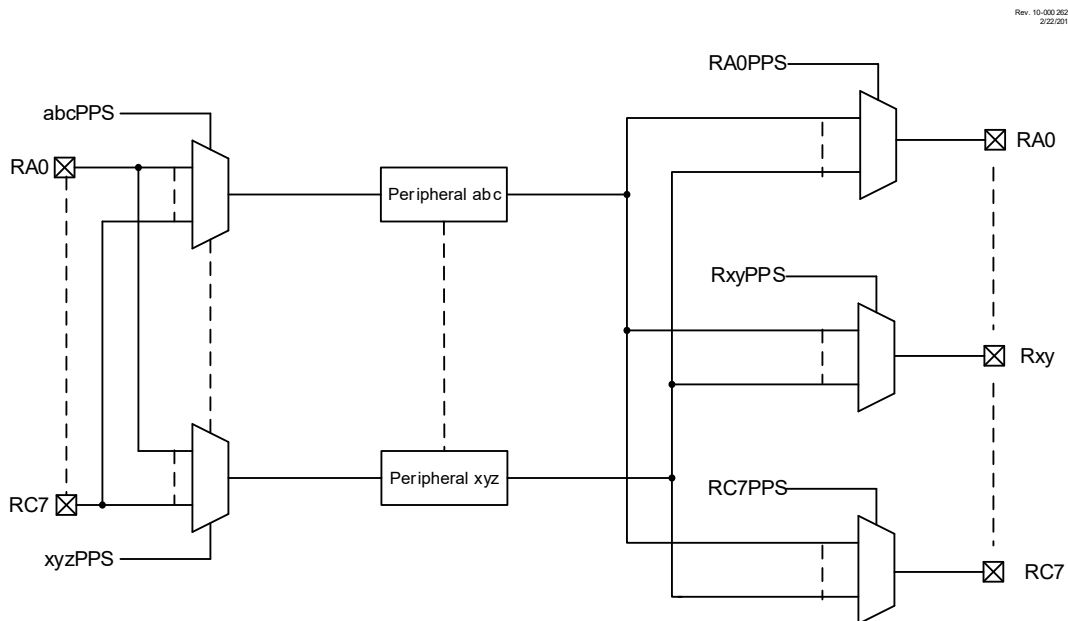 Rev. 10-000 262
2/22/201
RA0PPS
abcPPS
RA0
Peripheral abc
RA0
RxyPPS
Rxy
RC7
Peripheral xyz
RC7PPS
xyzPPS
RC7